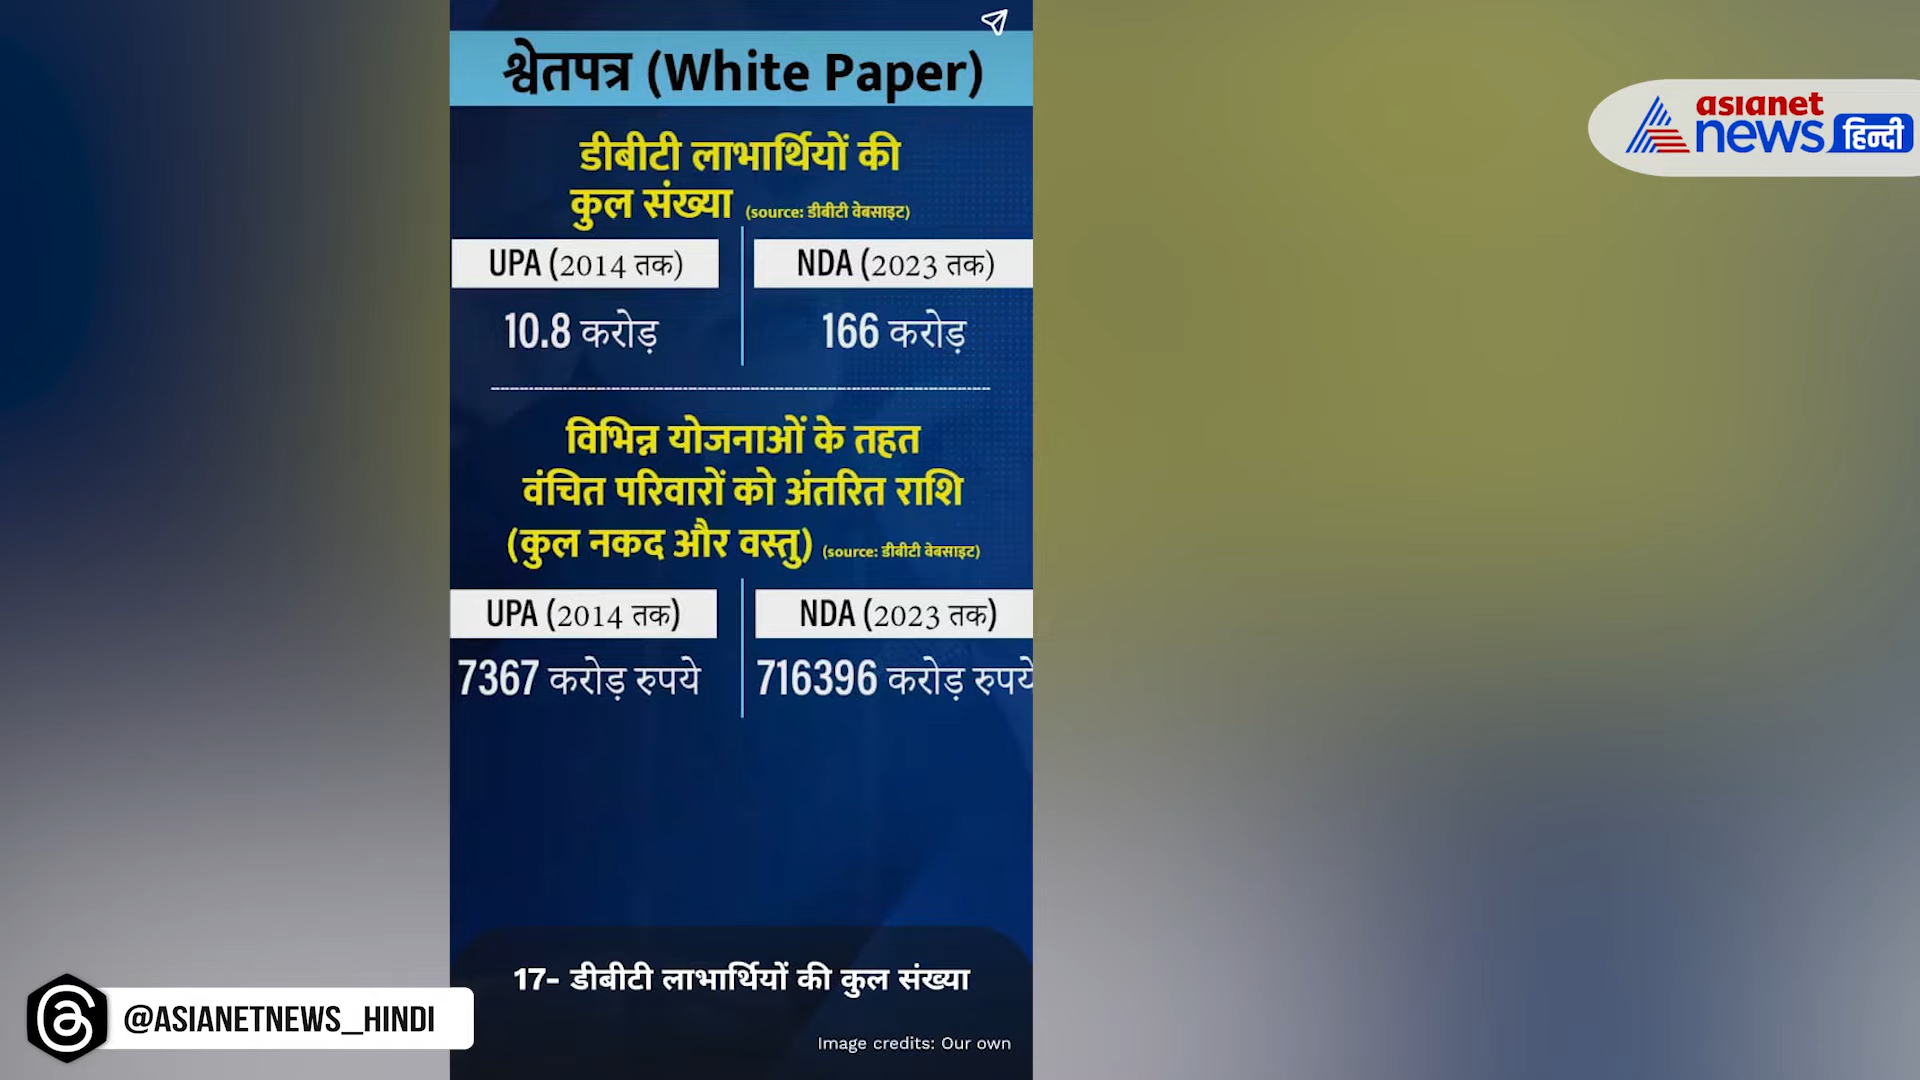 श्वेतपत्र (White Paper)
asianet
news हिन्दी
डीबीटी लाभार्थियों की
कुल संख्या (source: डीबीटी वेबसाइट)
UPA (2014 तक)
NDA (2023 तक)
10.8 करोड़
166 करोड़
विभिन्न योजनाओं के तहत
वंचित परिवारों को अंतरित राशि
(कुल नकद और वस्तु) (source: डीबीटी वेबसाइट)
UPA (2014 तक)
NDA (2023 तक)
7367 करोड़ रुपये
716396 करोड़ रुपये
17- डीबीटी लाभार्थियों की कुल संख्या
@ASIANETNEWS_HINDI
Image credits: Our own